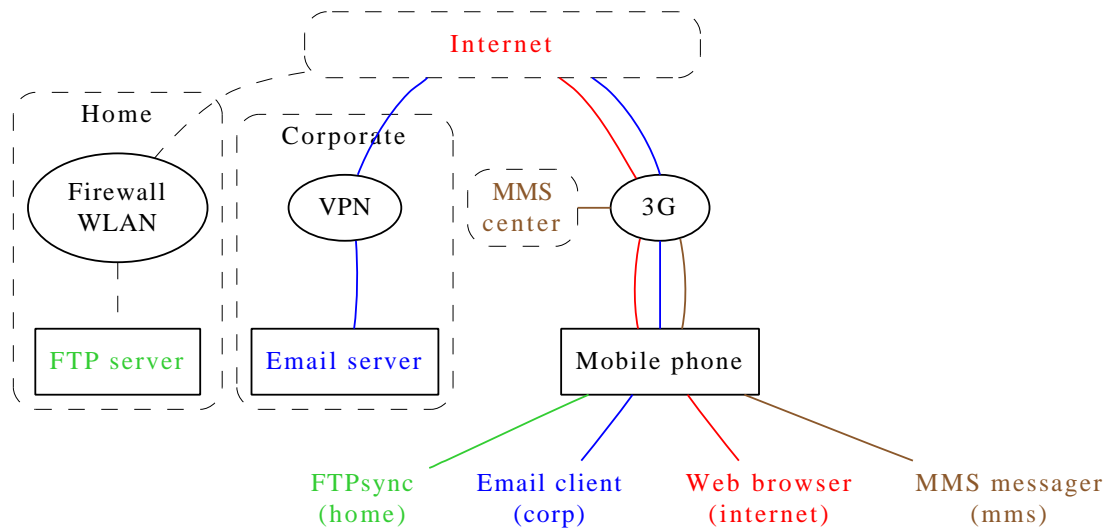 Internet
Home
Corporate
Firewall
WLAN
VPN
MMS
center
3G
FTP server
Email server
Mobile phone
FTPsync
(home)
Email client
(corp)
Web browser
(internet)
MMS messager
(mms)